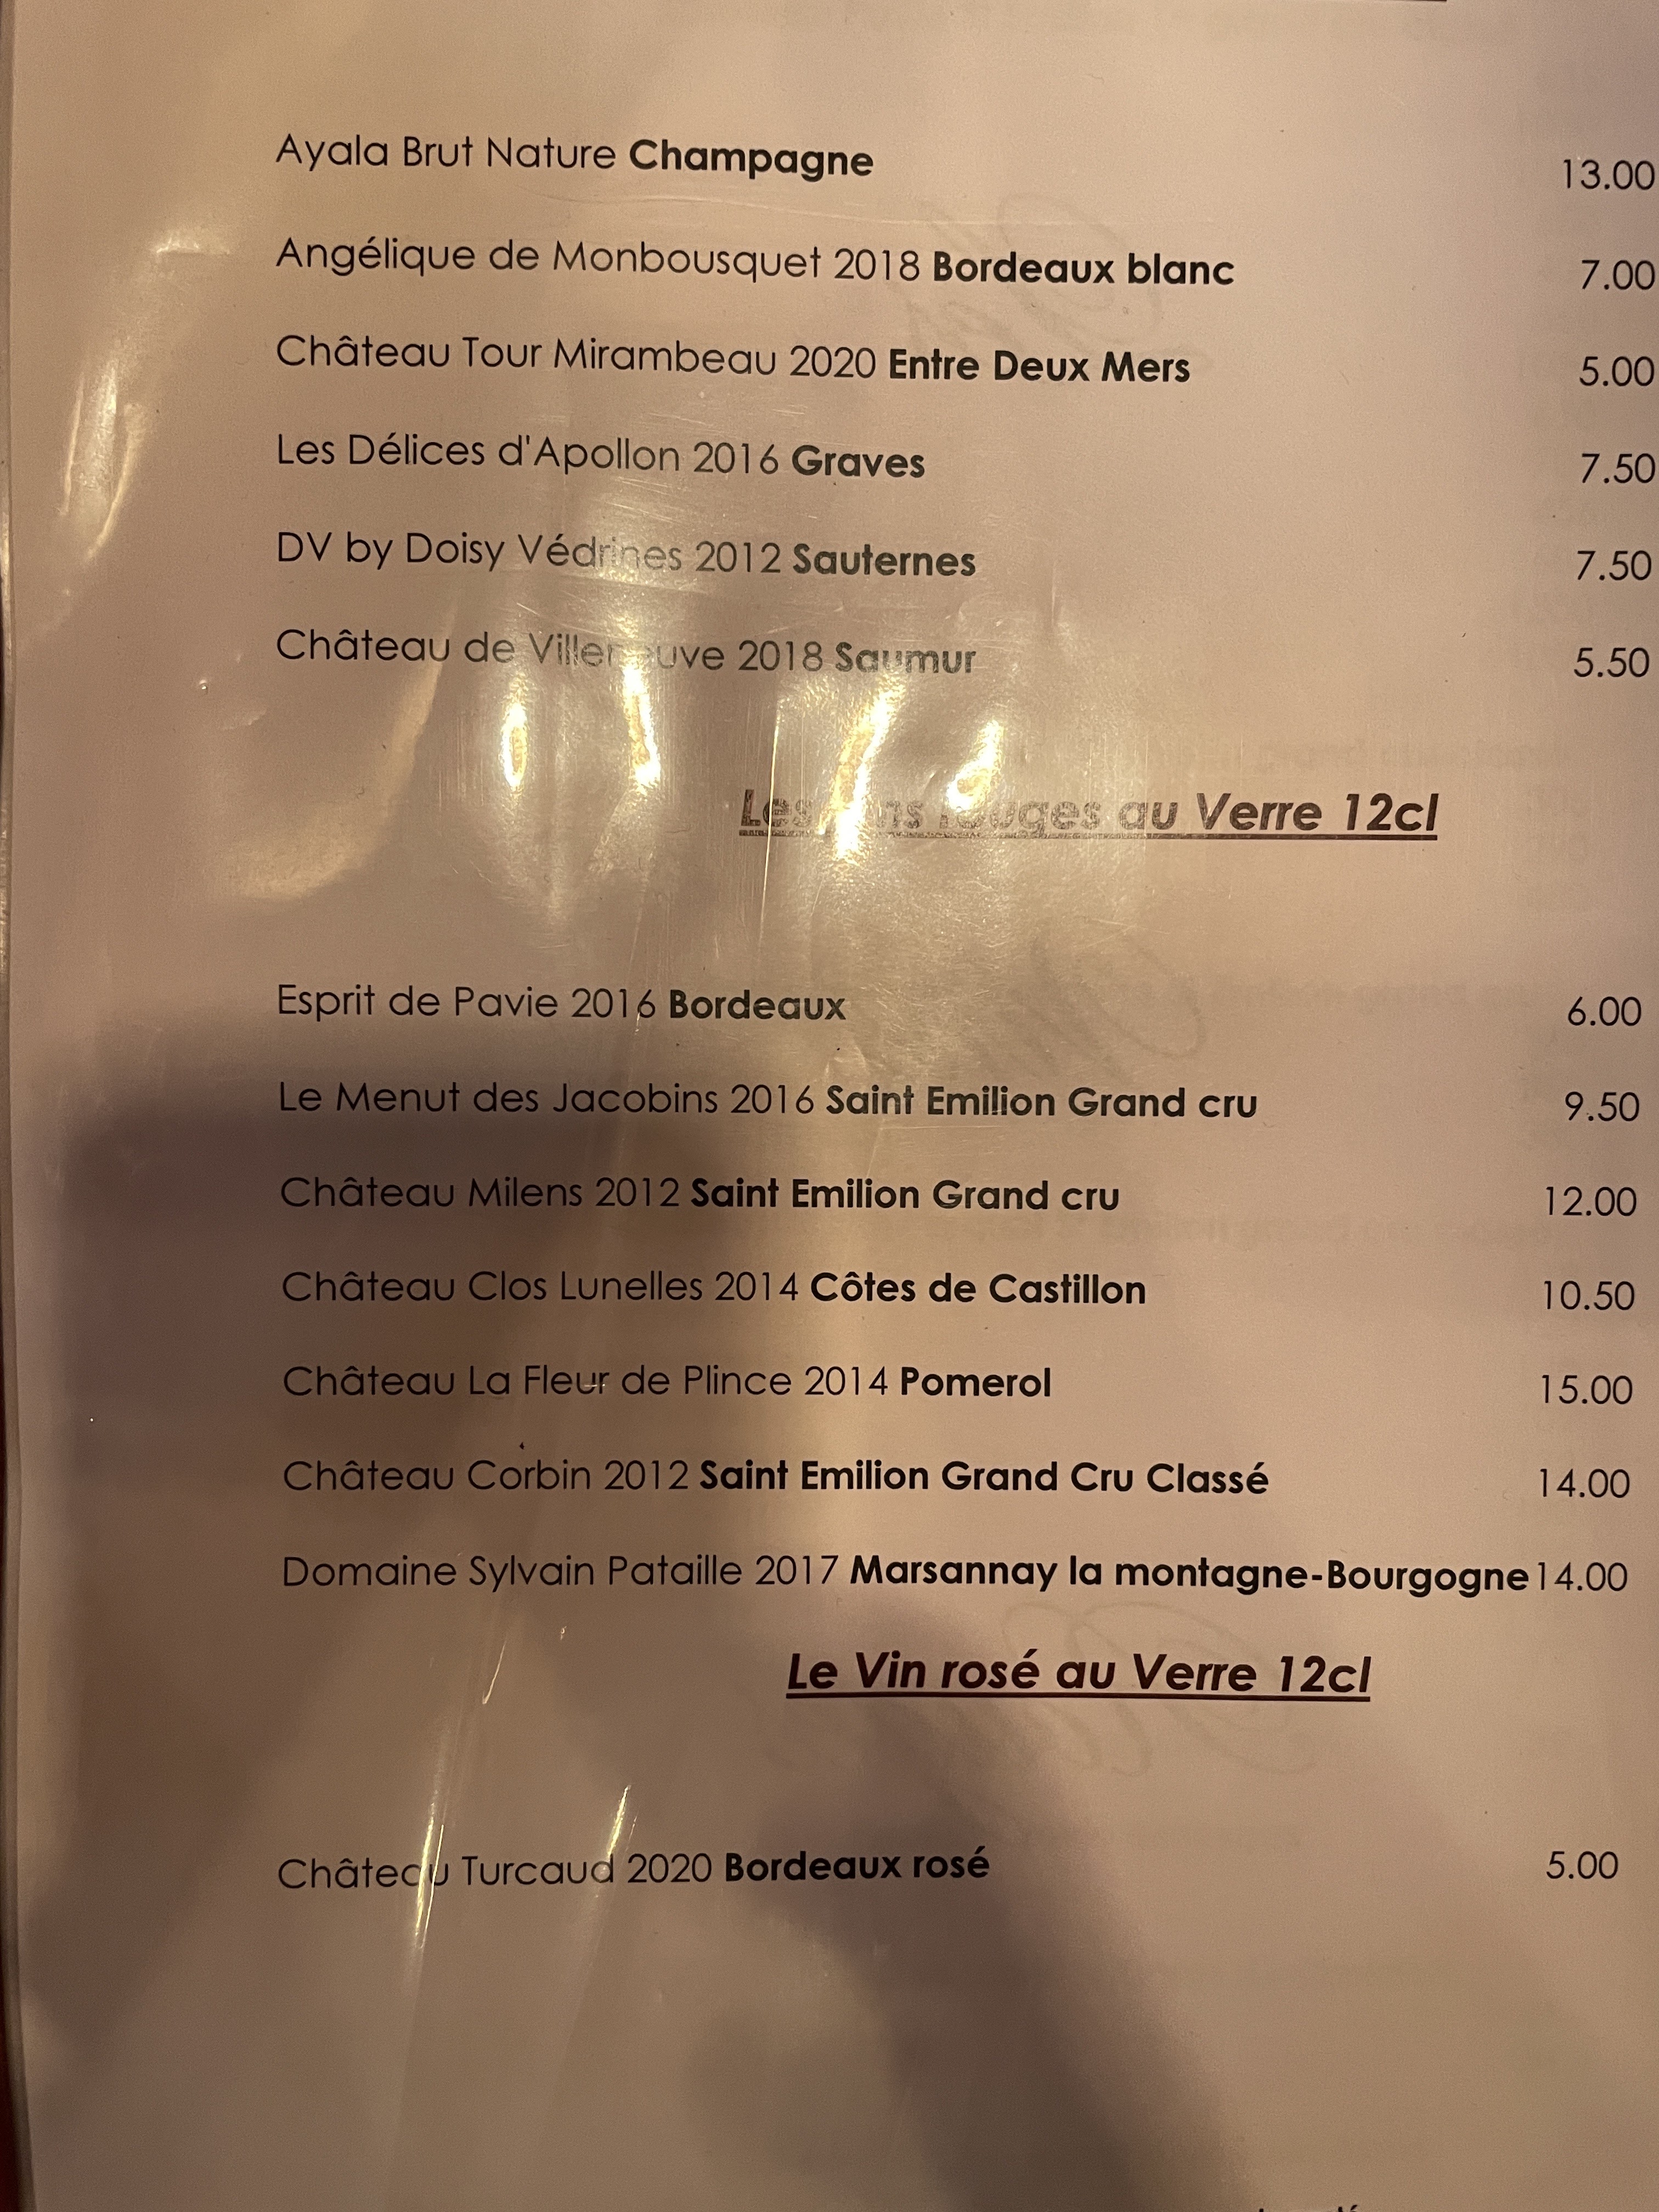 Ayala Brut Nature Champagne 13.00
Angélique de Monbousquet 2018 Bordeaux blanc 7.00
Château Tour Mirambeau 2020 Entre Deux Mers 5.00
Les Délices d'Apollon 2016 Graves 7.50
DV by Doisy Védrines 2012 Sauternes 7.50
Château de Villeneuve 2018 Saumur 5.50
Les vins rouges au Verre 12cl
Esprit de Pavie 2016 Bordeaux 6.00
Le Menut des Jacobins 2016 Saint Emilion Grand cru 9.50
Château Milens 2012 Saint Emilion Grand cru 12.00
Château Clos Lunelles 2014 Côtes de Castillon 10.50
Château La Fleur de Plince 2014 Pomerol 15.00
Château Corbin 2012 Saint Emilion Grand Cru Classé 14.00
Domaine Sylvain Pataille 2017 Marsannay la montagne-Bourgogne 14.00
Le Vin rosé au Verre 12cl
Château Turcaud 2020 Bordeaux rosé 5.00